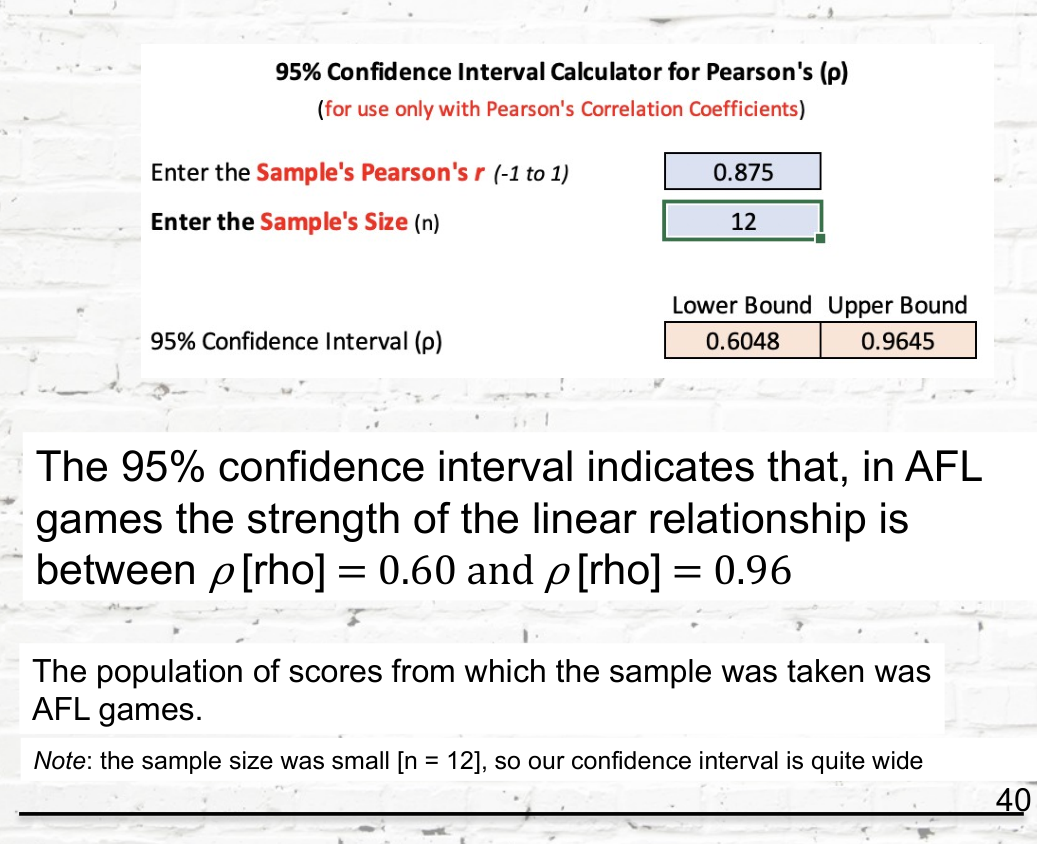 95% Confidence Interval Calculator for Pearson's (ρ)
(for use only with Pearson's Correlation Coefficients)
Enter the Sample's Pearson's r (-1 to 1) 0.875
Enter the Sample's Size (n) 12
Lower Bound Upper Bound
95% Confidence Interval (ρ) 0.6048 0.9645
The 95% confidence interval indicates that, in AFL
games the strength of the linear relationship is
between ρ [rho] = 0.60 and ρ [rho] = 0.96
The population of scores from which the sample was taken was
AFL games.
Note: the sample size was small [n = 12], so our confidence interval is quite wide
40